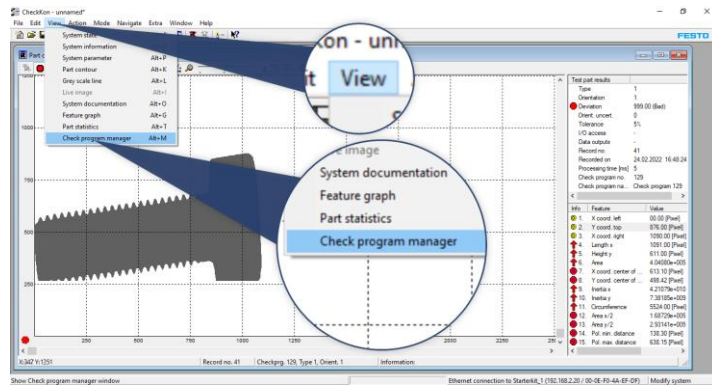 CheckKon - unnamed*
File Edit View Action Mode Navigate Extra Window Help
FESTO
System state
System information
System parameter Alt+P
Part contour Alt+K
Grey scale line Alt+L
Live image Alt+I
System documentation Alt+O
Feature graph Alt+G
Part statistics Alt+T
Check program manager Alt+M
View
System documentation
Feature graph
Part statistics
Check program manager
Test part results
Type 1
Orientation 1
Deviation 999.00 (Bad)
Orient. uncert. 0
Tolerance 5%
I/O access -
Data outputs -
Record no. 41
Recorded on 24.02.2022 16:48:24
Processing time [ms] 5
Check program no. 129
Check program na... Check program 129
Info Feature Value
1. X coord. left 00.00 [Pixel]
2. Y coord. top 876.00 [Pixel]
3. X coord. right 1090.00 [Pixel]
4. Length x 1091.00 [Pixel]
5. Height y 611.00 [Pixel]
6. Area 4.04080e+005
7. X coord. center of ... 613.10 [Pixel]
8. Y coord. center of ... 498.42 [Pixel]
9. Inertia x 4.21079e+010
10. Inertia y 7.38185e+009
11. Circumference 5524.00 [Pixel]
12. Area x/2 1.68729e+005
13. Area y/2 2.93141e+005
14. Pol. min. distance 138.30 [Pixel]
15. Pol. max. distance 638.15 [Pixel]
750
500
250
250 500 750 1000 1250 2000 2250
X:347 Y:1251 Record no. 41 Checkprg. 129, Type 1, Orient. 1 Information:
Show Check program manager window Ethernet connection to Starterkit_1 (192.168.2.20 / 00-0E-F0-4A-EF-DF) Modify system